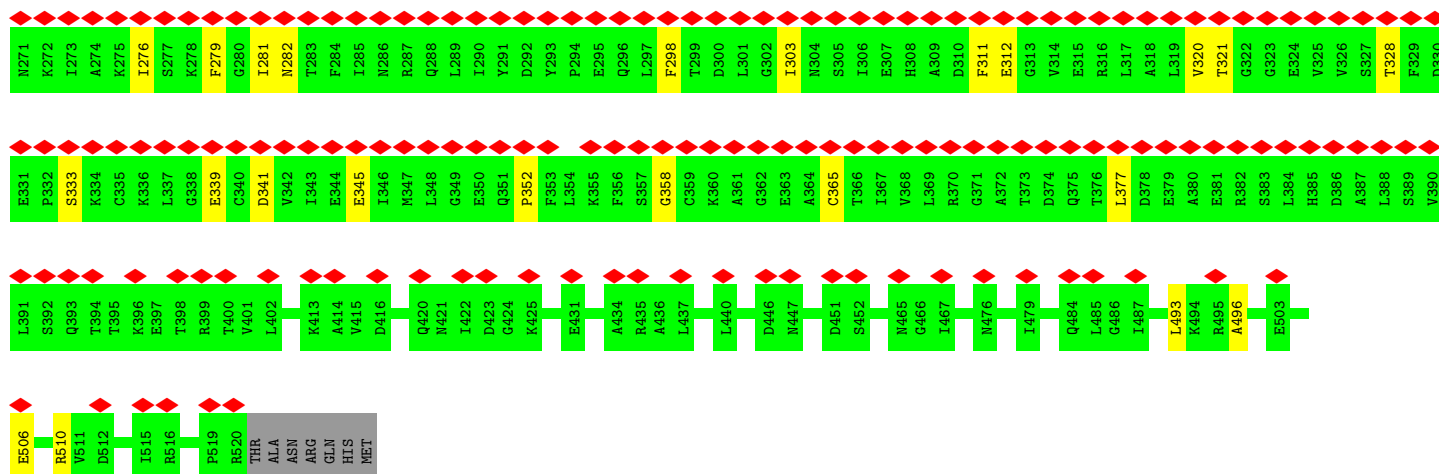 N271 K272 I273 A274 K275 I276 S277 K278 F279 G280 I281 N282 T283 F284 I285 N286 R287 Q288 L289 I290 Y291 D292 Y293 P294 E295 Q296 L297 F298 T299 D300 L301 G302 I303 N304 S305 I306 E307 H308 A309 D310 F311 E312 G313 V314 E315 R316 L317 A318 L319 V320 T321 G322 G323 E324 V325 V326 S327 T328 F329 D330
E331 P332 S333 K334 C335 K336 L337 G338 E339 C340 D341 V342 I343 E344 E345 I346 M347 L348 G349 E350 Q351 P352 F353 L354 K355 F356 S357 G358 C359 K360 A361 G362 E363 A364 C365 T366 I367 V368 L369 R370 G371 A372 T373 D374 Q375 T376 L377 D378 E379 A380 E381 R382 S383 L384 H385 D386 A387 L388 S389 V390
L391 S392 Q393 T394 T395 K396 E397 T398 R399 T400 V401 L402 K413 A414 V415 D416 Q420 N421 I422 D423 G424 K425 E431 A434 R435 A436 L437 L440 D446 N447 D451 S452 N465 G466 I467 N476 I479 Q484 L485 G486 I487 L493 K494 R495 A496 E503
E506 R510 V511 D512 I515 R516 P519 R520 THR ALA ASN ARG GLN HIS MET